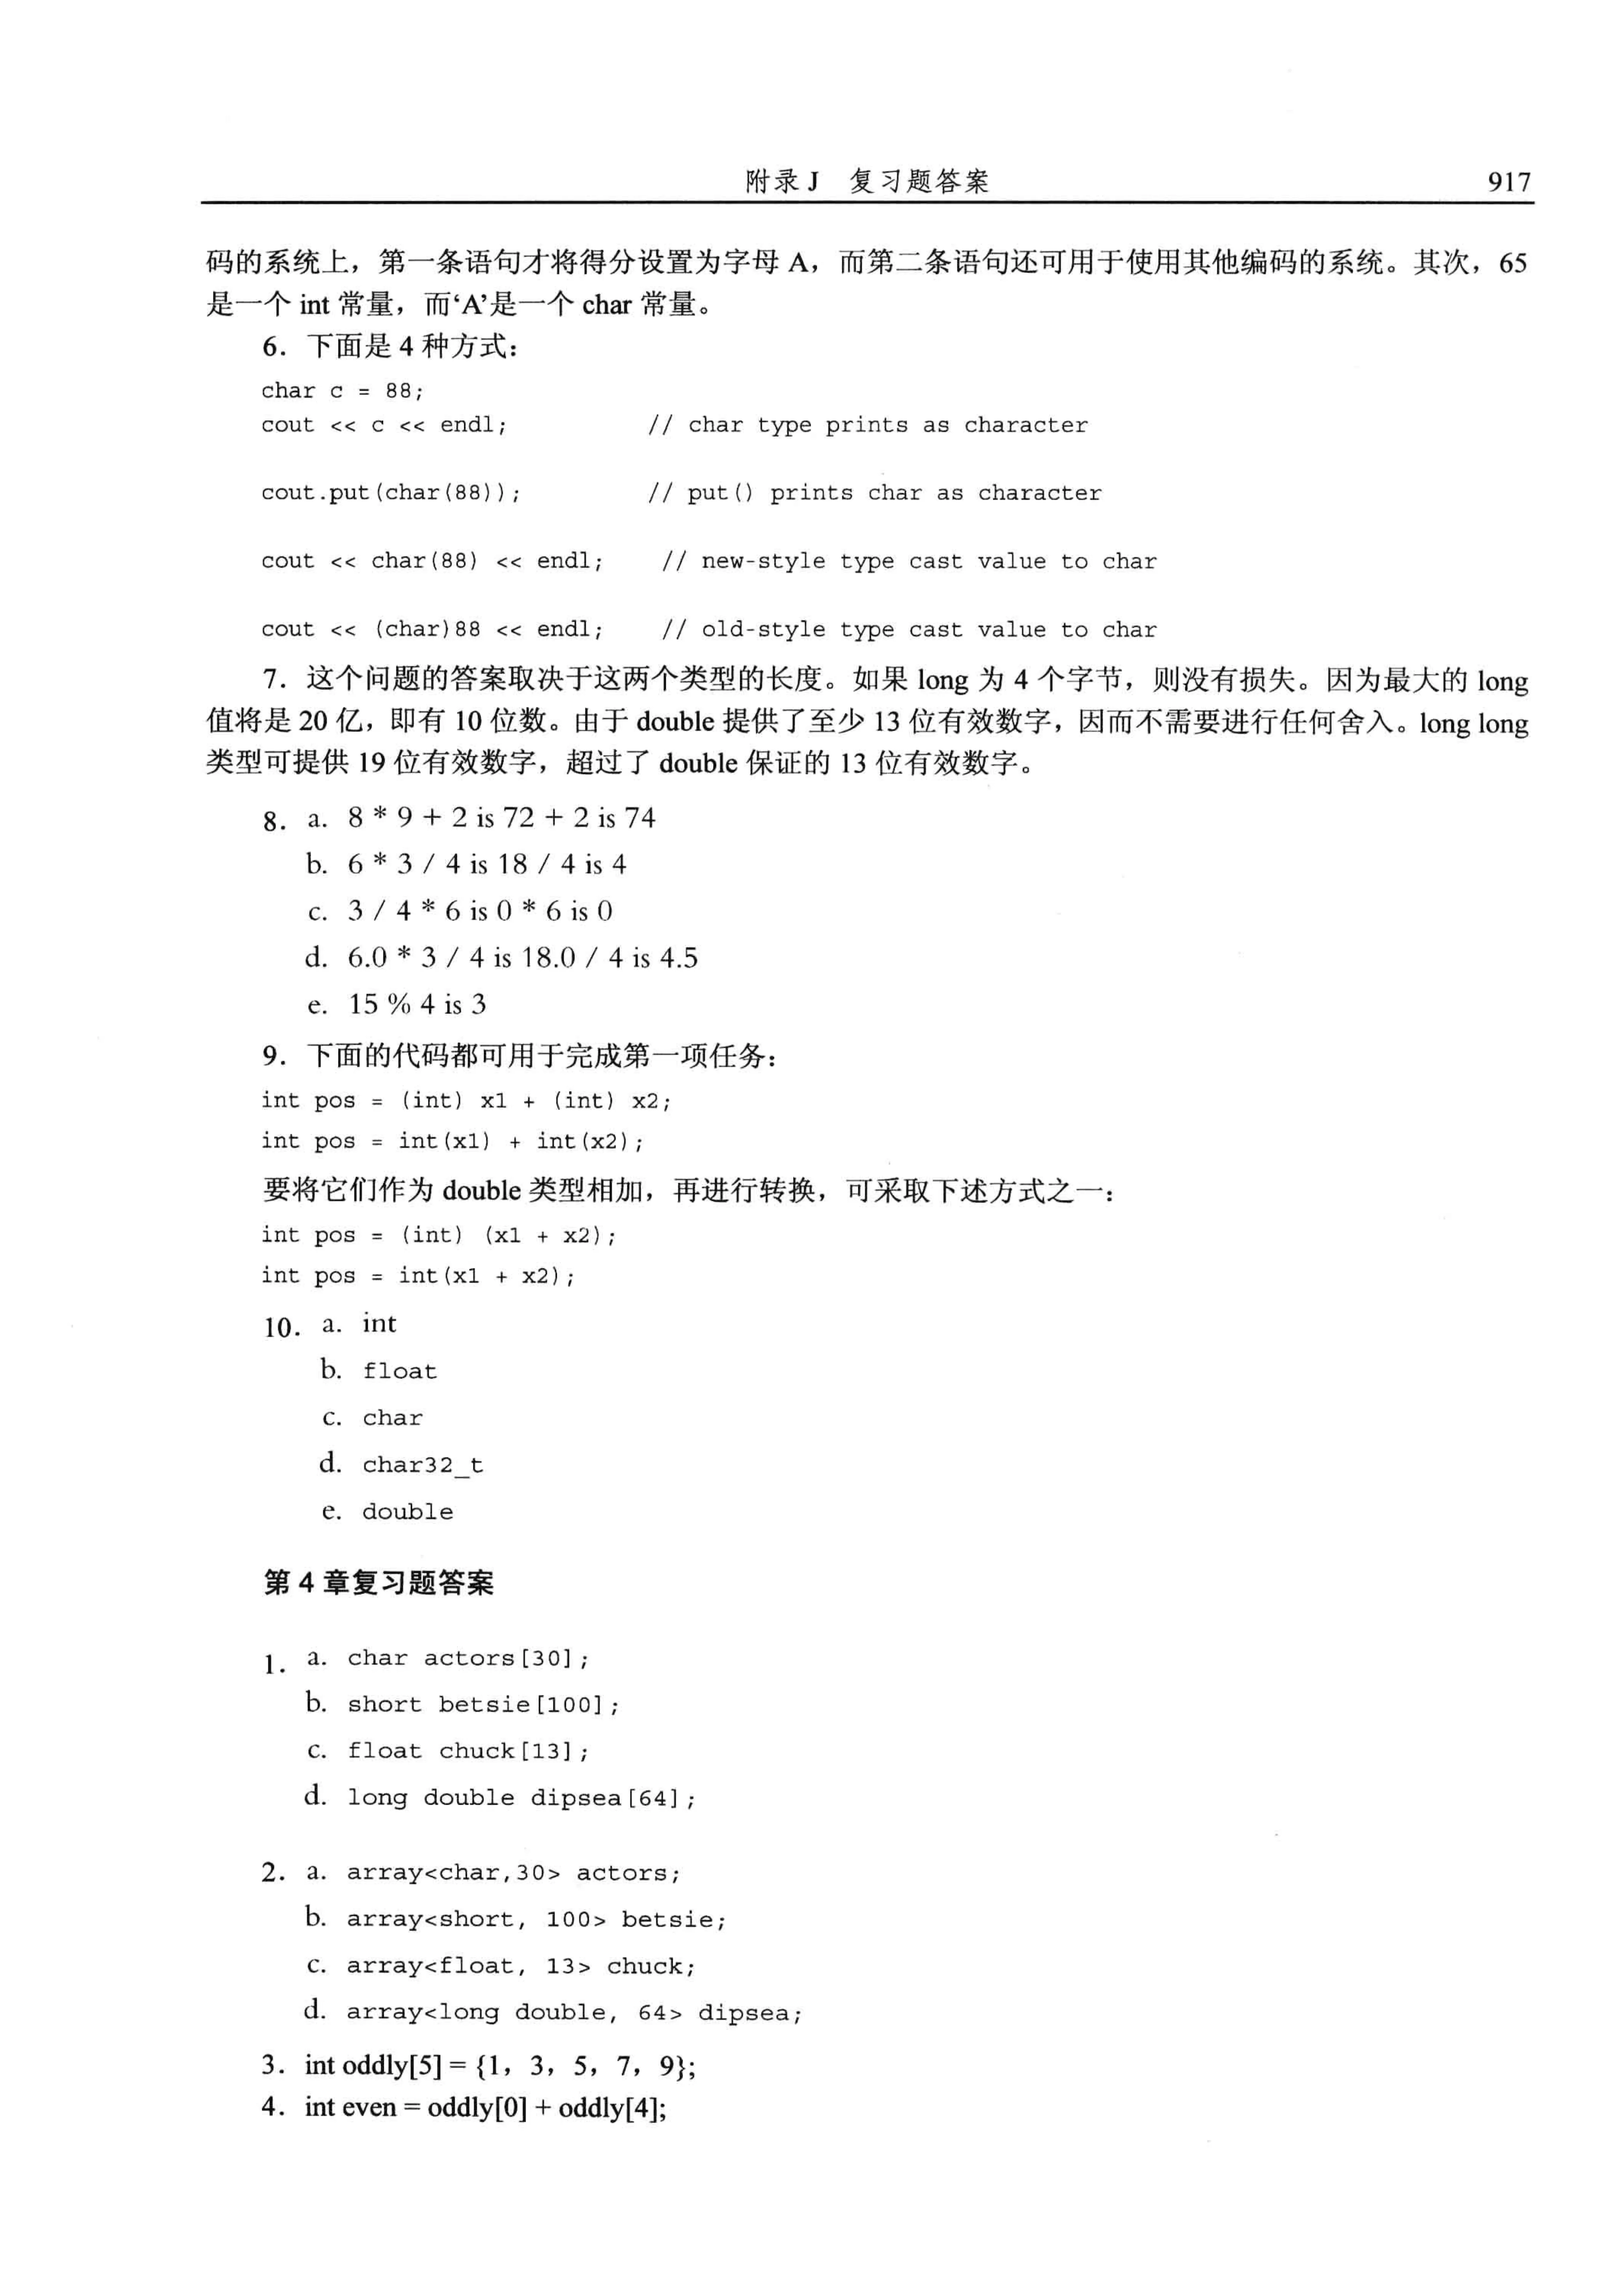 附录 J 复习题答案 917
码的系统上，第一条语句才将得分设置为字母 A，而第二条语句还可用于使用其他编码的系统。其次，65
是一个 int 常量，而‘A’是一个 char 常量。
6．下面是 4 种方式：
char c = 88;
cout << c << endl; // char type prints as character
cout.put(char(88)); // put() prints char as character
cout << char(88) << endl; // new-style type cast value to char
cout << (char)88 << endl; // old-style type cast value to char
7．这个问题的答案取决于这两个类型的长度。如果 long 为 4 个字节，则没有损失。因为最大的 long
值将是 20 亿，即有 10 位数。由于 double 提供了至少 13 位有效数字，因而不需要进行任何舍入。long long
类型可提供 19 位有效数字，超过了 double 保证的 13 位有效数字。
8．a. 8 * 9 + 2 is 72 + 2 is 74
b. 6 * 3 / 4 is 18 / 4 is 4
c. 3 / 4 * 6 is 0 * 6 is 0
d. 6.0 * 3 / 4 is 18.0 / 4 is 4.5
e. 15 % 4 is 3
9．下面的代码都可用于完成第一项任务：
int pos = (int) x1 + (int) x2;
int pos = int(x1) + int(x2);
要将它们作为 double 类型相加，再进行转换，可采取下述方式之一：
int pos = (int) (x1 + x2);
int pos = int(x1 + x2);
10．a. int
b. float
c. char
d. char32_t
e. double
第 4 章复习题答案
1．a. char actors[30];
b. short betsie[100];
c. float chuck[13];
d. long double dipsea[64];
2．a. array<char,30> actors;
b. array<short, 100> betsie;
c. array<float, 13> chuck;
d. array<long double, 64> dipsea;
3．int oddly[5] = {1，3，5，7，9};
4．int even = oddly[0] + oddly[4];